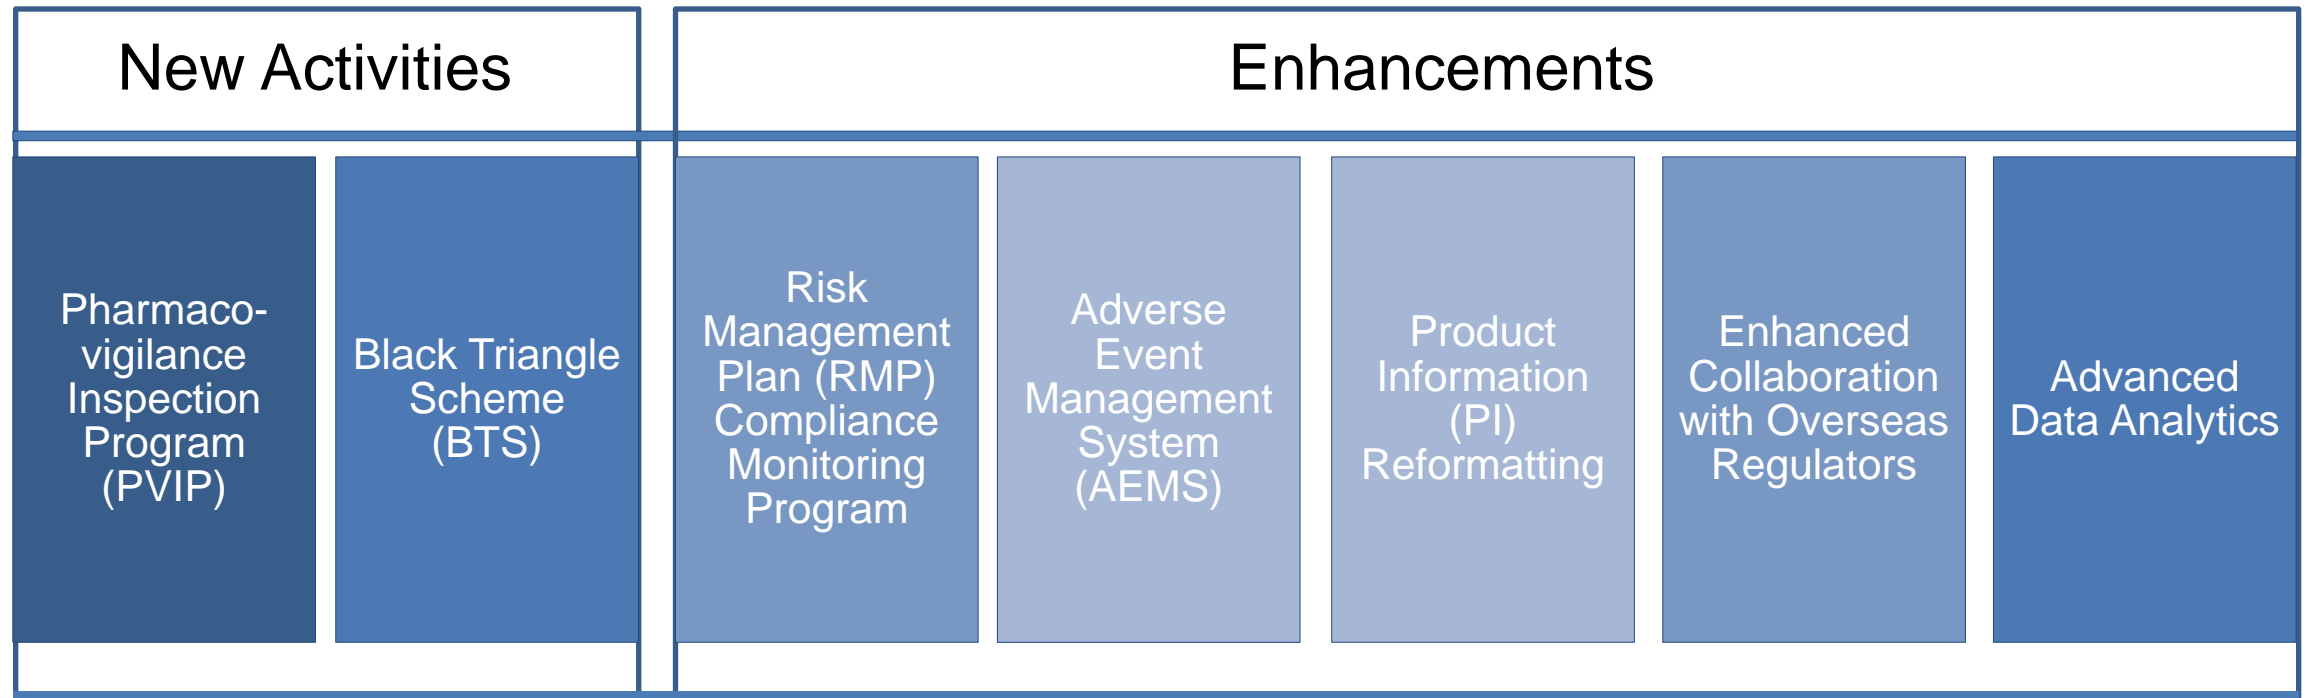 New Activities
Enhancements
Pharmaco-
vigilance
Inspection
Program
(PVIP)
Black Triangle
Scheme
(BTS)
Risk
Management
Plan (RMP)
Compliance
Monitoring
Program
Adverse
Event
Management
System
(AEMS)
Product
Information
(PI)
Reformatting
Enhanced
Collaboration
with Overseas
Regulators
Advanced
Data Analytics